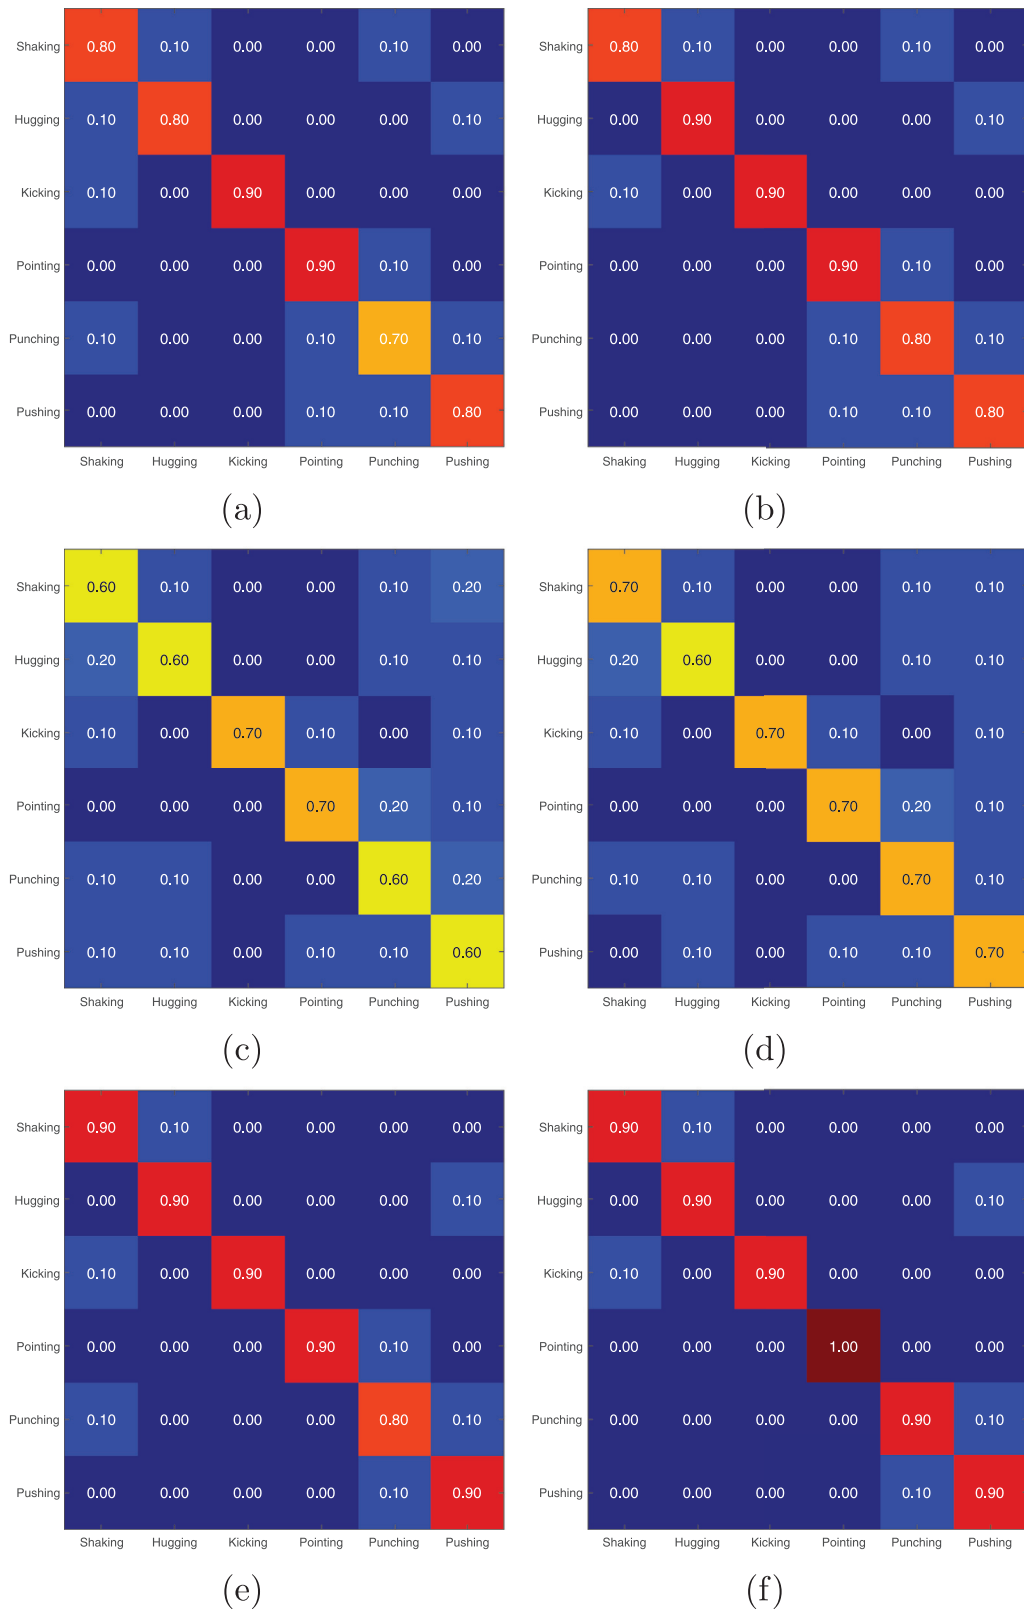 Shaking 0.80 0.10 0.00 0.00 0.10 0.00
Hugging 0.10 0.80 0.00 0.00 0.00 0.10
Kicking 0.10 0.00 0.90 0.00 0.00 0.00
Pointing 0.00 0.00 0.00 0.90 0.10 0.00
Punching 0.10 0.00 0.00 0.10 0.70 0.10
Pushing 0.00 0.00 0.00 0.10 0.10 0.80
Shaking Hugging Kicking Pointing Punching Pushing
(a)
Shaking 0.80 0.10 0.00 0.00 0.10 0.00
Hugging 0.00 0.90 0.00 0.00 0.00 0.10
Kicking 0.10 0.00 0.90 0.00 0.00 0.00
Pointing 0.00 0.00 0.00 0.90 0.10 0.00
Punching 0.00 0.00 0.00 0.10 0.80 0.10
Pushing 0.00 0.00 0.00 0.10 0.10 0.80
Shaking Hugging Kicking Pointing Punching Pushing
(b)
Shaking 0.60 0.10 0.00 0.00 0.10 0.20
Hugging 0.20 0.60 0.00 0.00 0.10 0.10
Kicking 0.10 0.00 0.70 0.10 0.00 0.10
Pointing 0.00 0.00 0.00 0.70 0.20 0.10
Punching 0.10 0.10 0.00 0.00 0.60 0.20
Pushing 0.10 0.10 0.00 0.10 0.10 0.60
Shaking Hugging Kicking Pointing Punching Pushing
(c)
Shaking 0.70 0.10 0.00 0.00 0.10 0.10
Hugging 0.20 0.60 0.00 0.00 0.10 0.10
Kicking 0.10 0.00 0.70 0.10 0.00 0.10
Pointing 0.00 0.00 0.00 0.70 0.20 0.10
Punching 0.10 0.10 0.00 0.00 0.70 0.10
Pushing 0.00 0.10 0.00 0.10 0.10 0.70
Shaking Hugging Kicking Pointing Punching Pushing
(d)
Shaking 0.90 0.10 0.00 0.00 0.00 0.00
Hugging 0.00 0.90 0.00 0.00 0.00 0.10
Kicking 0.10 0.00 0.90 0.00 0.00 0.00
Pointing 0.00 0.00 0.00 0.90 0.10 0.00
Punching 0.10 0.00 0.00 0.00 0.80 0.10
Pushing 0.00 0.00 0.00 0.00 0.10 0.90
Shaking Hugging Kicking Pointing Punching Pushing
(e)
Shaking 0.90 0.10 0.00 0.00 0.00 0.00
Hugging 0.00 0.90 0.00 0.00 0.00 0.10
Kicking 0.10 0.00 0.90 0.00 0.00 0.00
Pointing 0.00 0.00 0.00 1.00 0.00 0.00
Punching 0.00 0.00 0.00 0.00 0.90 0.10
Pushing 0.00 0.00 0.00 0.00 0.10 0.90
Shaking Hugging Kicking Pointing Punching Pushing
(f)